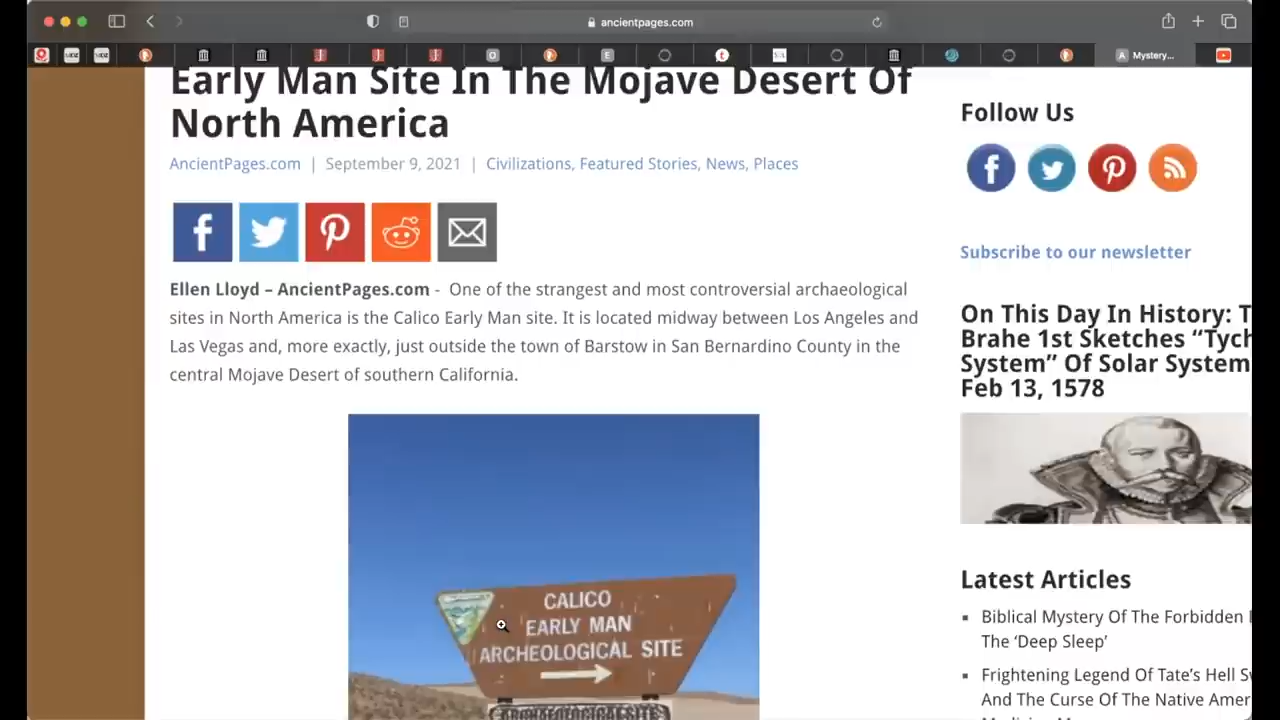 ancientpages.com
Mystery...
Early Man Site In The Mojave Desert Of
North America
AncientPages.com | September 9, 2021 | Civilizations, Featured Stories, News, Places
Ellen Lloyd – AncientPages.com - One of the strangest and most controversial archaeological
sites in North America is the Calico Early Man site. It is located midway between Los Angeles and
Las Vegas and, more exactly, just outside the town of Barstow in San Bernardino County in the
central Mojave Desert of southern California.
CALICO
EARLY MAN
ARCHEOLOGICAL SITE
ARCHAEOLOGICAL SITE
Follow Us
Subscribe to our newsletter
On This Day In History:
Brahe 1st Sketches
System” Of Solar System
Feb 13, 1578
Latest Articles
Biblical Mystery Of The Forbidden
The ‘Deep Sleep’
Frightening Legend Of Tate’s Hell
And The Curse Of The Native